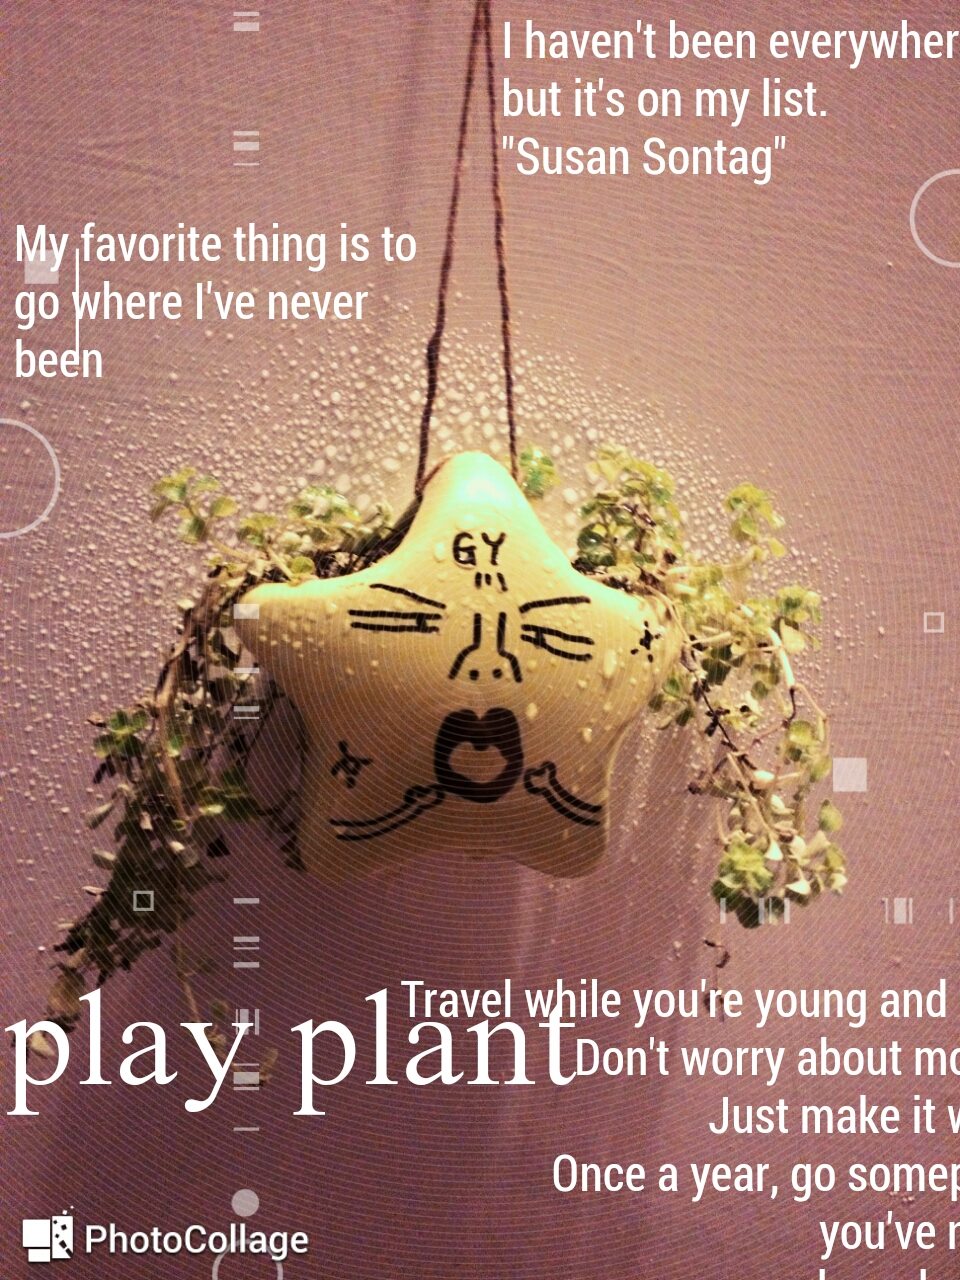 I haven't been everywher
but it's on my list.
"Susan Sontag"
My favorite thing is to
go where I've never
been
GY
Travel while you're young and
play plant
Don't worry about mo
Just make it w
Once a year, go somep
you've n
PhotoCollage